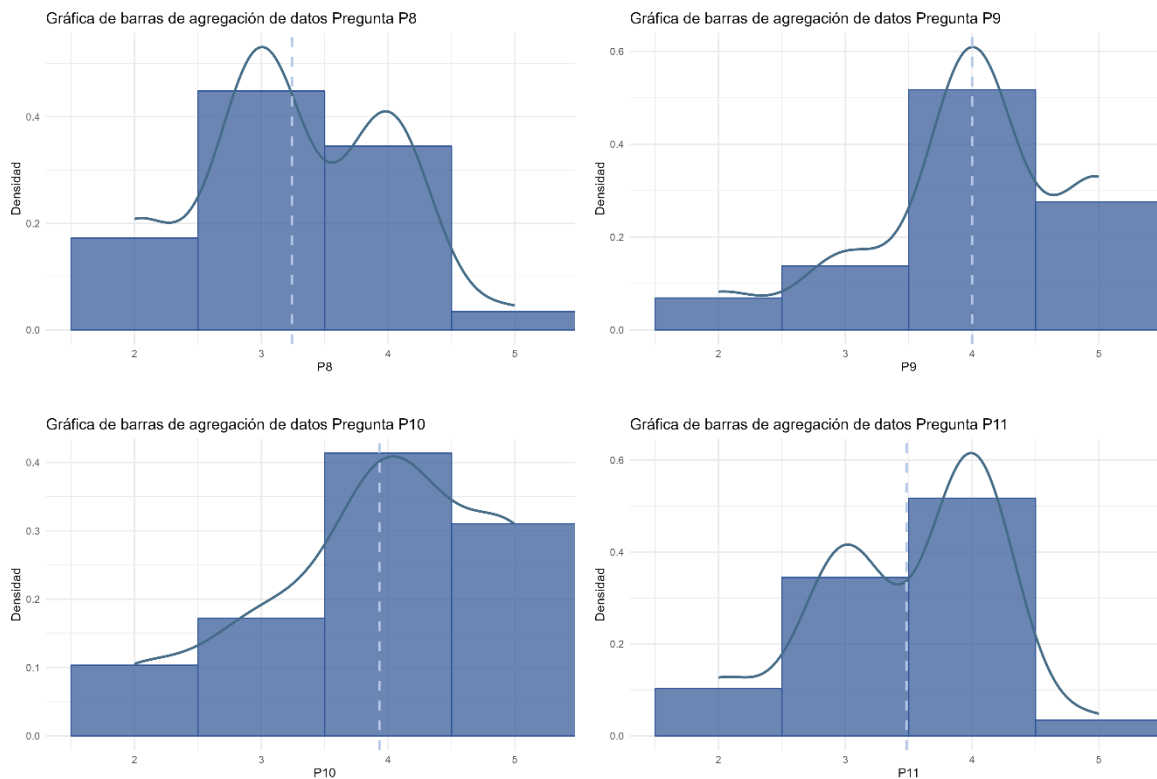 Gráfica de barras de agregación de datos Pregunta P8
Densidad
0.4
0.2
0.0
2 3 4 5
P8
Gráfica de barras de agregación de datos Pregunta P9
Densidad
0.6
0.4
0.2
0.0
2 3 4 5
P9
Gráfica de barras de agregación de datos Pregunta P10
Densidad
0.4
0.3
0.2
0.1
0.0
2 3 4 5
P10
Gráfica de barras de agregación de datos Pregunta P11
Densidad
0.6
0.4
0.2
0.0
2 3 4 5
P11